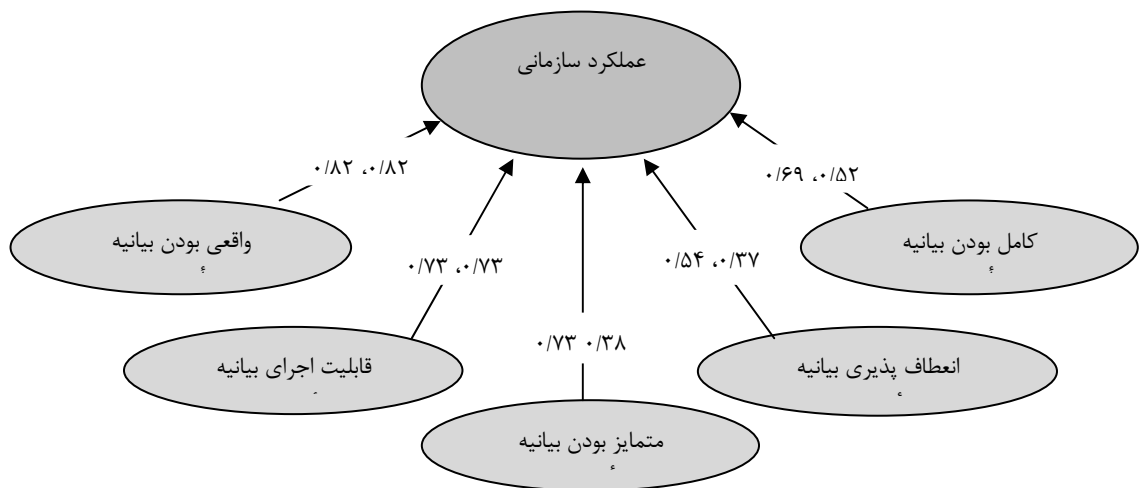 عملکرد سازمانی
۰/۸۲ ،۰/۸۲
۰/۶۹ ،۰/۵۲
واقعی بودن بیانیه
کامل بودن بیانیه
۰/۷۳ ،۰/۷۳
۰/۵۴ ،۰/۳۷
۰/۷۳ ۰/۳۸
قابلیت اجرای بیانیه
انعطاف پذیری بیانیه
متمایز بودن بیانیه